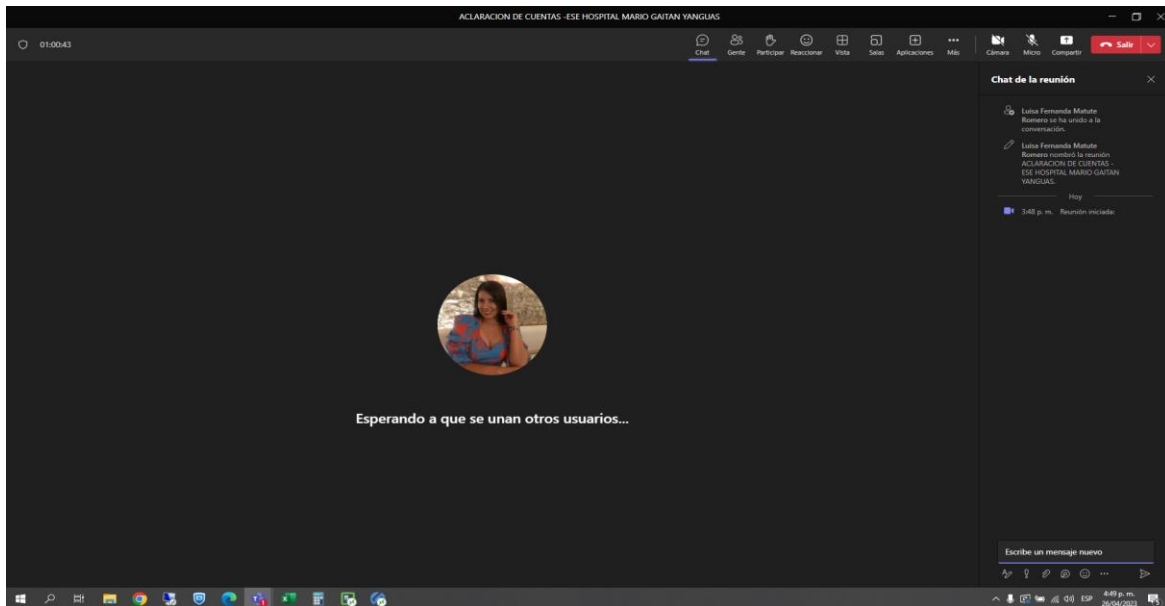 ACLARACION DE CUENTAS -ESE HOSPITAL MARIO GAITAN YANGUAS
01:00:43
Chat
Gente
Participar
Reaccionar
Vista
Salas
Aplicaciones
Más
Cámara
Micro
Compartir
Salir
Chat de la reunión
Luisa Fernanda Matute
Romero se ha unido a la
conversación.
Luisa Fernanda Matute
Romero nombró la reunión
ACLARACION DE CUENTAS -
ESE HOSPITAL MARIO GAITAN
YANGUAS.
Hoy
3:48 p. m. Reunión iniciada:
Esperando a que se unan otros usuarios...
Escribe un mensaje nuevo
ESP
4:49 p. m.
26/04/2023